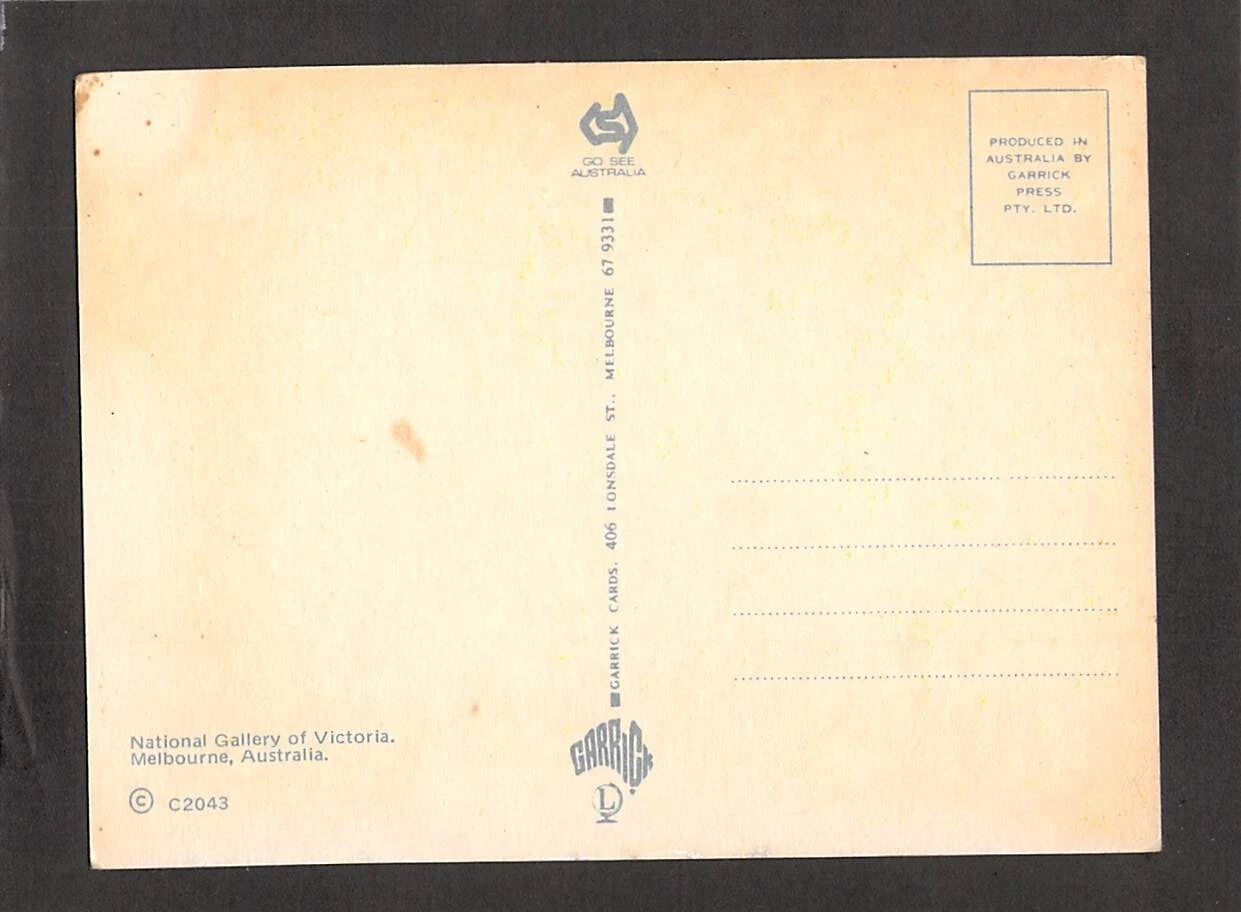 GO SEE
AUSTRALIA
PRODUCED IN
AUSTRALIA BY
GARRICK
PRESS
PTY. LTD.
GARRICK CARDS. 406 LONSDALE ST., MELBOURNE 67 9331
National Gallery of Victoria.
Melbourne, Australia.
© C2043
GARRICK
L